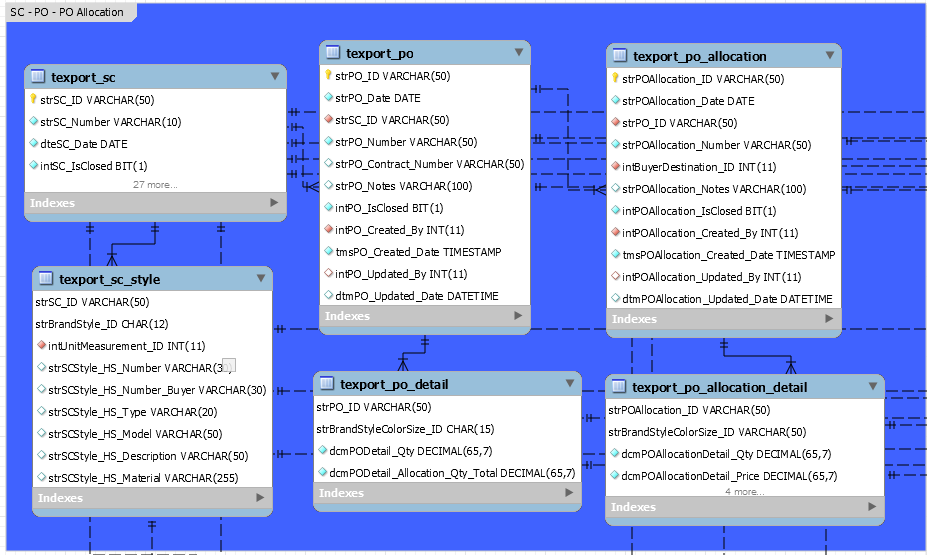 SC - PO - PO Allocation
texport_sc
strSC_ID VARCHAR(50)
strSC_Number VARCHAR(10)
dteSC_Date DATE
intSC_IsClosed BIT(1)
27 more...
Indexes
texport_po
strPO_ID VARCHAR(50)
strPO_Date DATE
strSC_ID VARCHAR(50)
strPO_Number VARCHAR(50)
strPO_Contract_Number VARCHAR(50)
strPO_Notes VARCHAR(100)
intPO_IsClosed BIT(1)
intPO_Created_By INT(11)
tmsPO_Created_Date TIMESTAMP
intPO_Updated_By INT(11)
dtmPO_Updated_Date DATETIME
Indexes
texport_po_allocation
strPOAllocation_ID VARCHAR(50)
strPOAllocation_Date DATE
strPO_ID VARCHAR(50)
strPOAllocation_Number VARCHAR(50)
intBuyerDestination_ID INT(11)
strPOAllocation_Notes VARCHAR(100)
intPOAllocation_IsClosed BIT(1)
intPOAllocation_Created_By INT(11)
tmsPOAllocation_Created_Date TIMESTAMP
intPOAllocation_Updated_By INT(11)
dtmPOAllocation_Updated_Date DATETIME
Indexes
texport_sc_style
strSC_ID VARCHAR(50)
strBrandStyle_ID CHAR(12)
intUnitMeasurement_ID INT(11)
strSCStyle_HS_Number
strSCStyle_HS_Number_Buyer VARCHAR(30)
strSCStyle_HS_Type VARCHAR(20)
strSCStyle_HS_Model VARCHAR(50)
strSCStyle_HS_Description VARCHAR(50)
strSCStyle_HS_Material VARCHAR(255)
Indexes
texport_po_detail
strPO_ID VARCHAR(50)
strBrandStyleColorSize_ID CHAR(15)
dcmPODetail_Qty DECIMAL(65,7)
dcmPODetail_Allocation_Qty_Total DECIMAL(65,7)
Indexes
texport_po_allocation_detail
strPOAllocation_ID VARCHAR(50)
strBrandStyleColorSize_ID VARCHAR(50)
dcmPOAllocationDetail_Qty DECIMAL(65,7)
dcmPOAllocationDetail_Price DECIMAL(65,7)
4 more...
Indexes